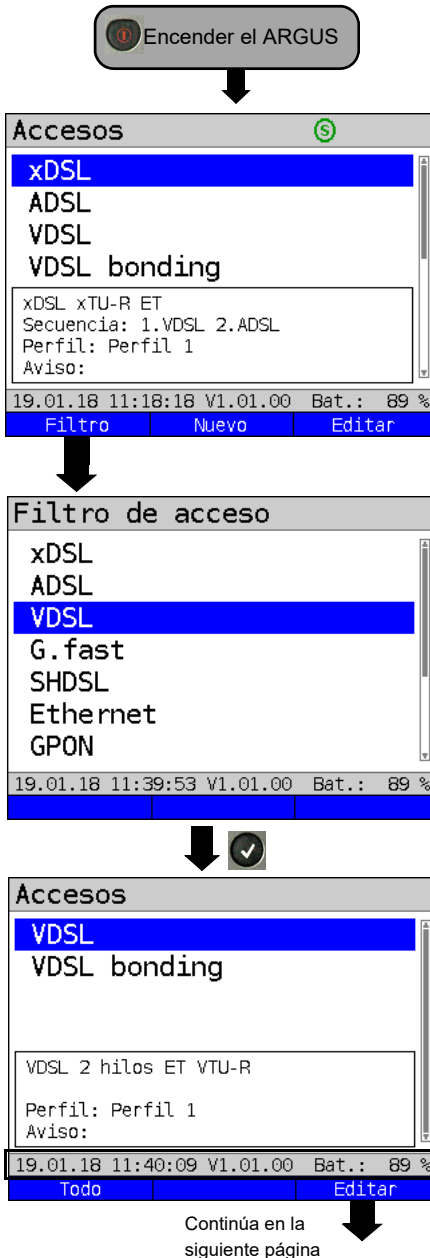 Encender el ARGUS
Accesos S
xDSL
ADSL
VDSL
VDSL bonding
xDSL xTU-R ET
Secuencia: 1.VDSL 2.ADSL
Perfil: Perfil 1
Aviso:
19.01.18 11:18:18 V1.01.00 Bat.: 89 %
Filtro Nuevo Editar
Filtro de acceso
xDSL
ADSL
VDSL
G.fast
SHDSL
Ethernet
GPON
19.01.18 11:39:53 V1.01.00 Bat.: 89 %
Accesos
VDSL
VDSL bonding
VDSL 2 hilos ET VTU-R
Perfil: Perfil 1
Aviso:
19.01.18 11:40:09 V1.01.00 Bat.: 89 %
Todo Editar
Continúa en la
siguiente página